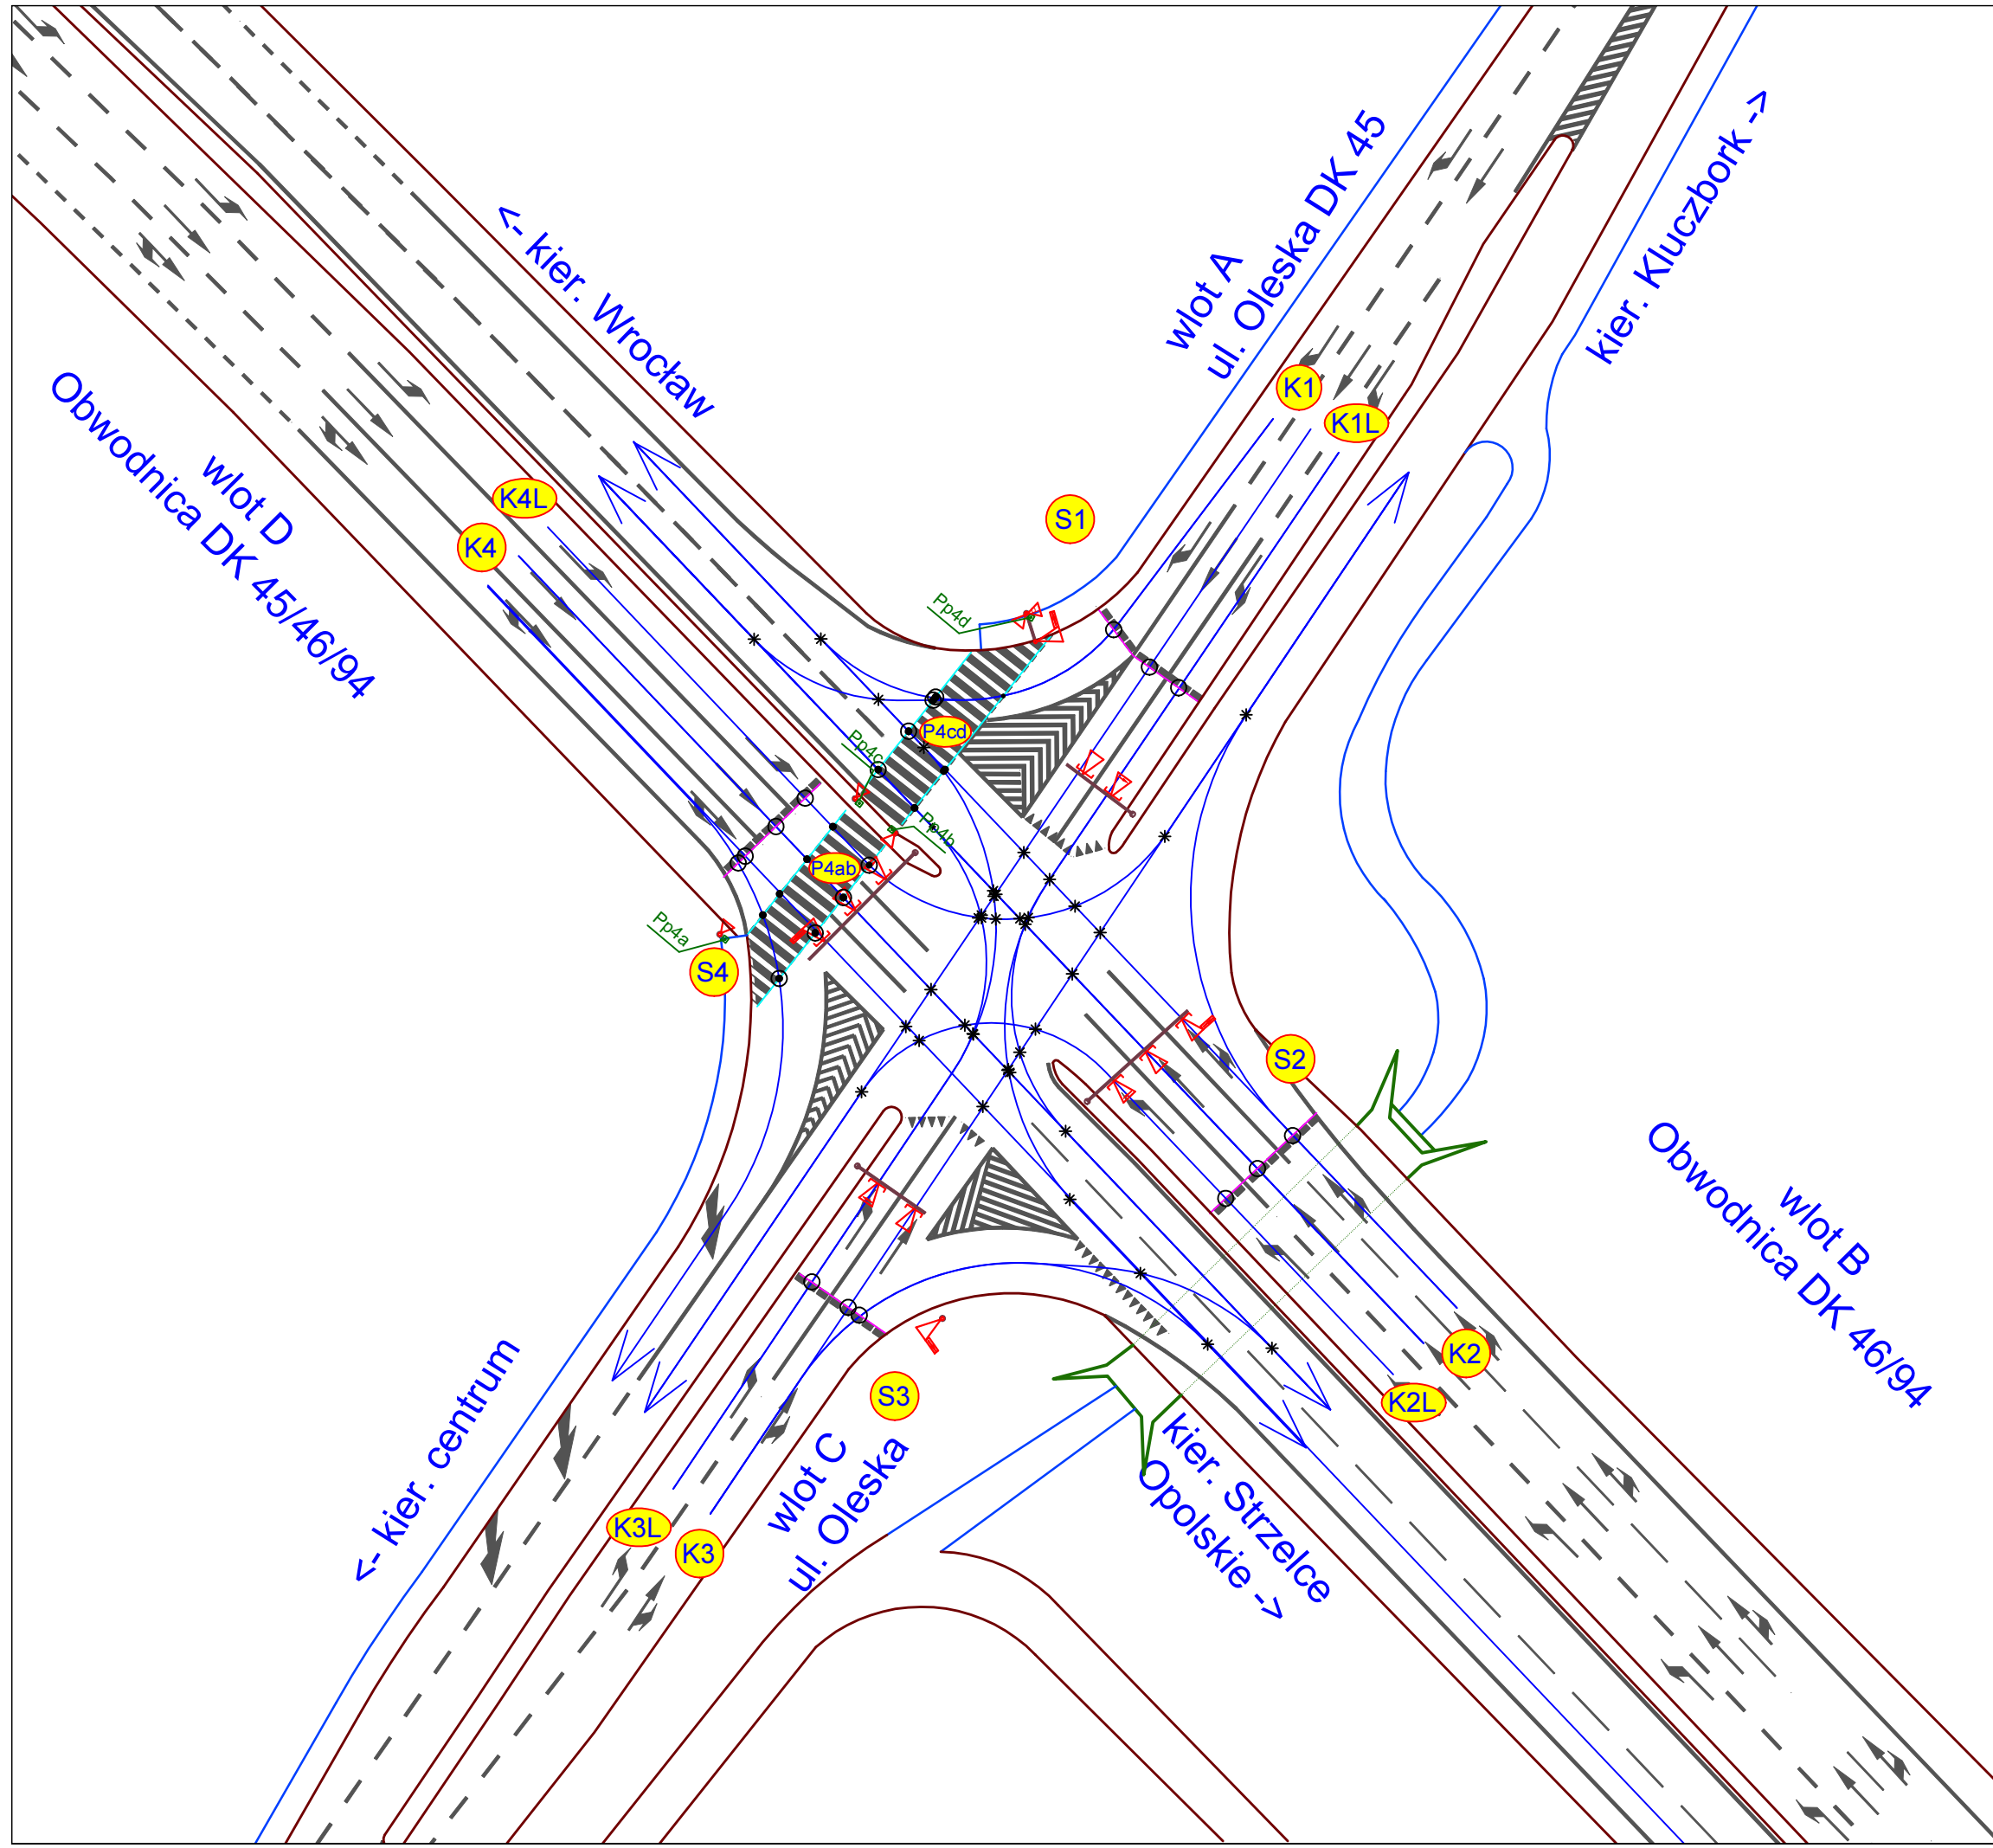 <- kier. Wrocław
wlot A
ul. Oleska DK 45
kier. Kluczbork ->
K1
K1L
wlot D
Obwodnica DK 45/46/94
K4L
K4
S1
Pp4d
P4cd
Pp4c
Pp4b
P4ab
Pp4a
S4
S2
wlot B
Obwodnica DK 46/94
K2
K2L
S3
<- kier. centrum
wlot C
ul. Oleska
kier. Strzelce
Opolskie ->
K3L
K3